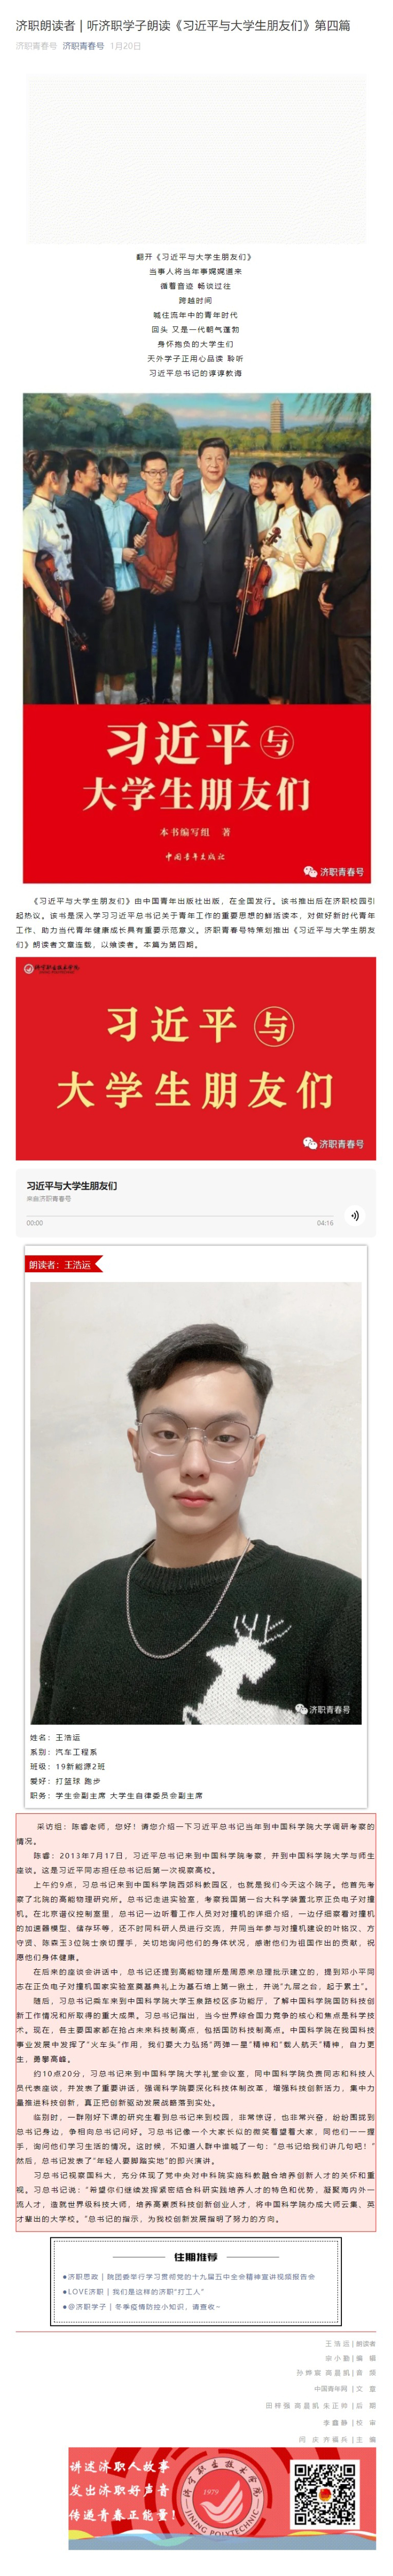 济职朗读者 | 听济职学子朗读《习近平与大学生朋友们》第四篇
济职青春号 济职青春号 1月20日
翻开《习近平与大学生朋友们》
当事人将当年事娓娓道来
循着音迹 畅谈过往
跨越时间
喊住流年中的青年时代
回头 又是一代朝气蓬勃
身怀抱负的大学生们
天外学子正用心品读 聆听
习近平总书记的谆谆教诲
习近平与
大学生朋友们
本书编写组 著
中国青年出版社
济职青春号
《习近平与大学生朋友们》由中国青年出版社出版，在全国发行。该书推出后在济职校园引
起热议。该书是深入学习习近平总书记关于青年工作的重要思想的鲜活读本，对做好新时代青年
工作、助力当代青年健康成长具有重要示范意义。济职青春号特策划推出《习近平与大学生朋友
们》朗读者文章连载，以飨读者。本篇为第四期。
济宁职业技术学院
习近平与
大学生朋友们
济职青春号
习近平与大学生朋友们
来自济职青春号
00:00
04:16
朗读者：王浩运
济职青春号
姓名：王浩运
系别：汽车工程系
班级：19新能源2班
爱好：打篮球 跑步
职务：学生会副主席 大学生自律委员会副主席
采访组：陈睿老师，您好！请您介绍一下习近平总书记当年到中国科学院大学调研考察的
情况。
陈睿：2013年7月17日，习近平总书记来到中国科学院考察，并到中国科学院大学与师生
座谈。这是习近平同志担任总书记后第一次视察高校。
上午约9点，习总书记来到中国科学院西郊科教园区，也就是我们今天这个院子。他首先考
察了北院的高能物理研究所。总书记走进实验室，考察我国第一台大科学装置北京正负电子对撞
机。在北京谱仪控制室里，总书记一边听着工作人员对对撞机的详细介绍，一边仔细察看对撞机
的加速器模型、储存环等，还不时同科研人员进行交流，并同当年参与对撞机建设的叶铭汉、方
守贤、陈森玉3位院士亲切握手，关切地询问他们的身体状况，感谢他们为祖国作出的贡献，祝
愿他们身体健康。
在后来的座谈会讲话中，总书记还提到高能物理所是周恩来总理批示建立的，提到邓小平同
志在正负电子对撞机国家实验室奠基典礼上为基石培上第一锹土，并说“九层之台，起于累土”。
随后，习总书记乘车来到中国科学院大学玉泉路校区多功能厅，了解中国科学院国防科技创
新工作情况和所取得的重大成果。习总书记指出，当今世界综合国力竞争的核心和焦点是科学技
术。现在，各主要国家都在抢占未来科技制高点，包括国防科技制高点。中国科学院在我国科技
事业发展中发挥了“火车头”作用，我们要大力弘扬“两弹一星”精神和“载人航天”精神，自力更
生，勇攀高峰。
约10点20分，习总书记来到中国科学院大学礼堂会议室，同中国科学院负责同志和科技人
员代表座谈，并发表了重要讲话，强调科学院要深化科技体制改革，增强科技创新活力，集中力
量推进科技创新，真正把创新驱动发展战略落到实处。
临别时，一群刚好下课的研究生看到总书记来到校园，非常惊讶，也非常兴奋，纷纷围拢到
总书记身边，争相向总书记问好。习总书记像一个大家长似的微笑着望着大家，同他们一一握
手，询问他们学习生活的情况。这时候，不知道人群中谁喊了一句：“总书记给我们讲几句吧！”
然后，总书记发表了“年轻人要脚踏实地”的即兴演讲。
习总书记视察国科大，充分体现了党中央对中科院实施科教融合培养创新人才的关怀和重
视。习总书记说：“希望你们继续发挥紧密结合科研实践培养人才的特色和优势，凝聚海内外一
流人才，造就世界级科技大师，培养高素质科技创新创业人才，将中国科学院办成大师云集、英
才辈出的大学校。”总书记的指示，为我校创新发展指明了努力的方向。
往期推荐
●济职思政 | 院团委举行学习贯彻党的十九届五中全会精神宣讲视频报告会
●LOVE济职 | 我们是这样的济职“打工人”
●@济职学子 | 冬季疫情防控小知识，请查收~
王浩运 | 朗读者
编 辑
音 频
中国青年网 | 文 章
后 期
校 审
主 编
讲述济职人故事
发出济职好声音
传递青春正能量！
济宁职业技术学院
1979
JINING POLYTECHNIC